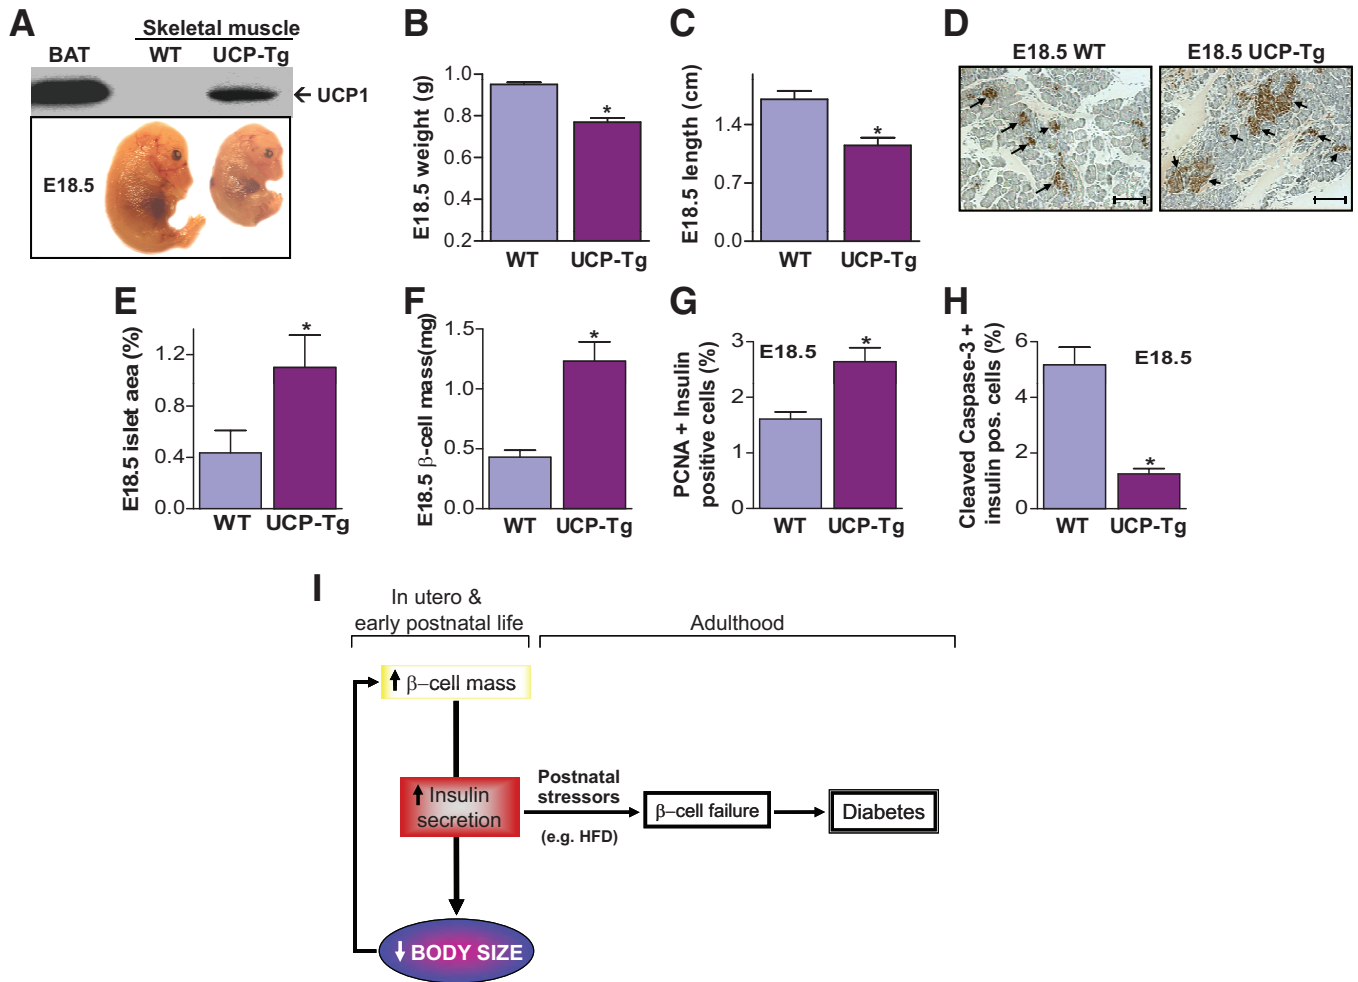 A
Skeletal muscle
BAT
WT
UCP-Tg
UCP1
E18.5
B
E18.5 weight (g)
1.0
0.8
0.6
0.4
0.2
*
WT
UCP-Tg
C
E18.5 length (cm)
1.4
0.7
0.0
*
WT
UCP-Tg
D
E18.5 WT
E18.5 UCP-Tg
E
E18.5 islet aea (%)
1.2
0.8
0.4
0.0
*
WT
UCP-Tg
F
E18.5 β-cell mass(mg)
1.5
1.0
0.5
0.0
*
WT
UCP-Tg
G
PCNA + Insulin
positive cells (%)
3
2
1
0
E18.5
*
WT
UCP-Tg
H
Cleaved Caspase-3 +
insulin pos. cells (%)
6
4
2
0
E18.5
*
WT
UCP-Tg
I
In utero &
early postnatal life
Adulthood
β–cell mass
Insulin
secretion
Postnatal
stressors
(e.g. HFD)
β–cell failure
Diabetes
BODY SIZE